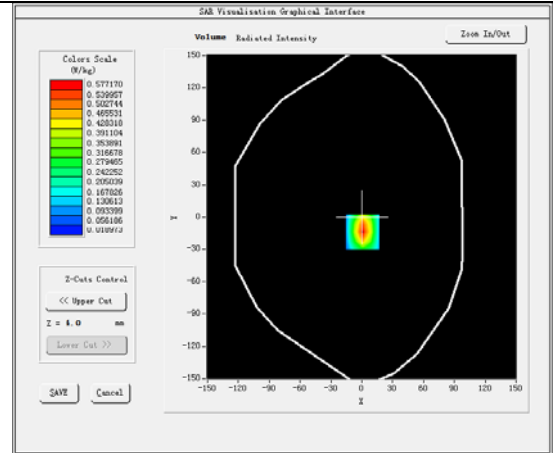 SAR Visualisation Graphical Interface
Volume Radiated Intensity
Zoom In/Out
Colors Scale
(W/kg)
0.577170
0.539957
0.502744
0.465531
0.428318
0.391104
0.353891
0.316678
0.279465
0.242252
0.205039
0.167826
0.130613
0.093399
0.056186
0.018973
150
120
90
60
30
0
-30
-60
-90
-120
-150
Y
-150 -120 -90 -60 -30 0 30 60 90 120 150
X
Z-Cuts Control
<< Upper Cut
Z = 4.0 mm
Lower Cut >>
SAVE Cancel